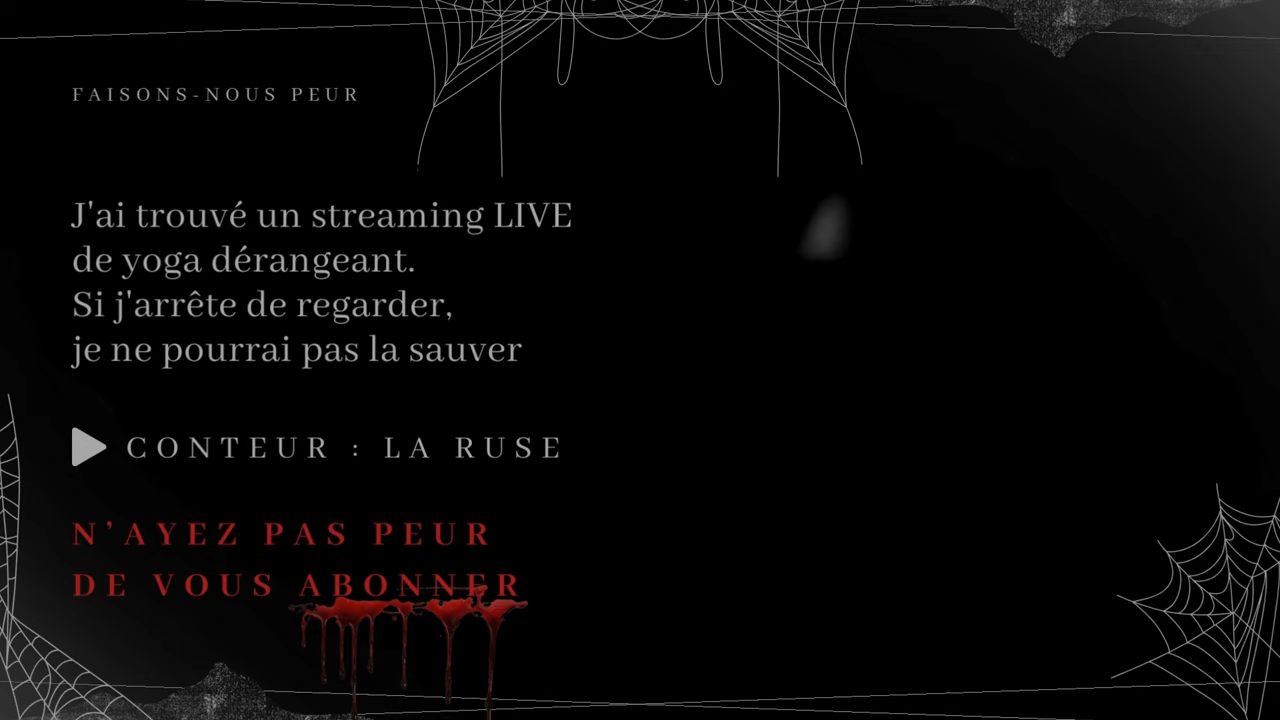 FAISONS-NOUS PEUR
J'ai trouvé un streaming LIVE
de yoga dérangeant.
Si j'arrête de regarder,
je ne pourrai pas la sauver
CONTEUR : LA RUSE
N’AYEZ PAS PEUR
DE VOUS ABONNER